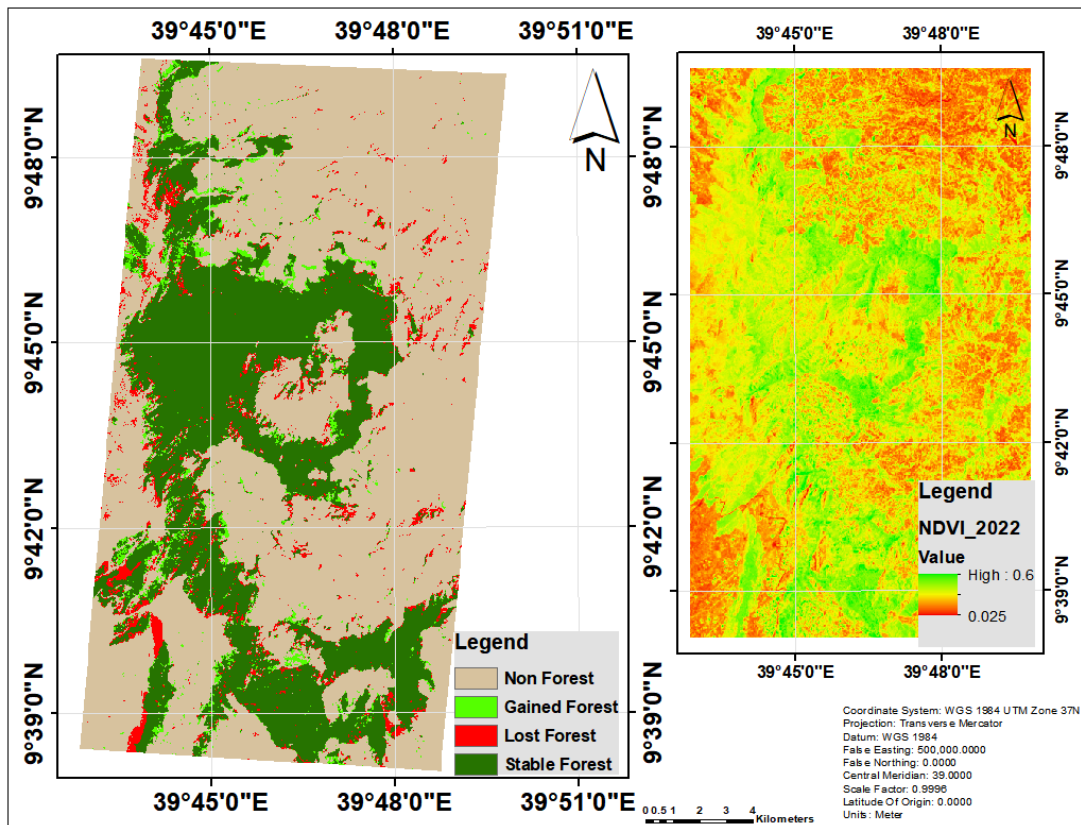 39°45'0"E 39°48'0"E 39°51'0"E
N
9°48'0"N
9°45'0"N
9°42'0"N
9°39'0"N
9°48'0"N
9°45'0"N
9°42'0"N
9°39'0"N
Legend
Non Forest
Gained Forest
Lost Forest
Stable Forest
39°45'0"E 39°48'0"E 39°51'0"E
39°45'0"E 39°48'0"E
N
9°48'0"N
9°45'0"N
9°42'0"N
9°39'0"N
Legend
NDVI_2022
Value
High : 0.6
0.025
39°45'0"E 39°48'0"E
Coordinate System: WGS 1984 UTM Zone 37N
Projection: Transverse Mercator
Datum: WGS 1984
False Easting: 500,000.0000
False Northing: 0.0000
Central Meridian: 39.0000
Scale Factor: 0.9996
Latitude Of Origin: 0.0000
Units: Meter
0 0.5 1 2 3 4
Kilometers